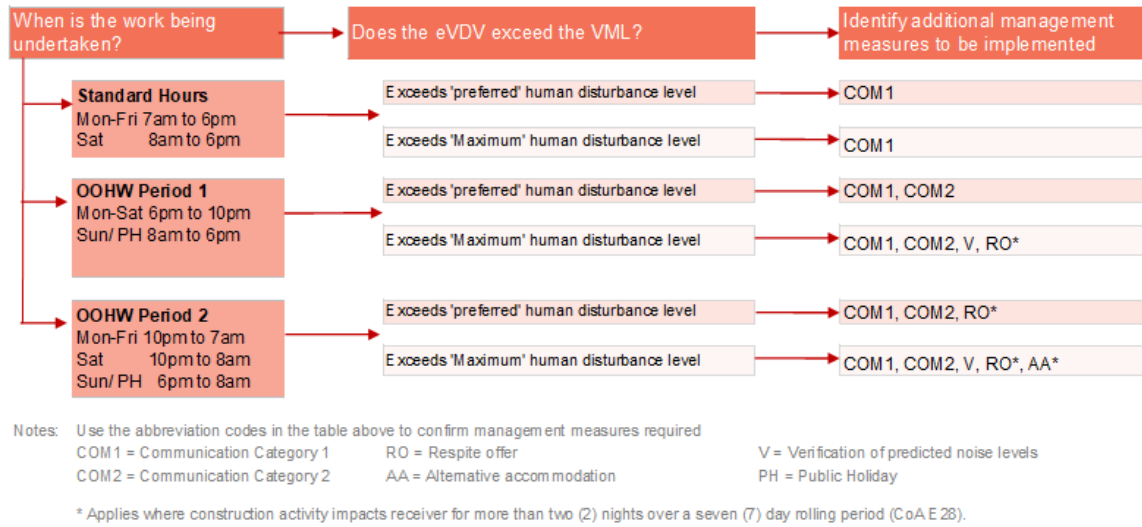 When is the work being
undertaken?
Does the eVDV exceed the VML?
Identify additional management
measures to be implemented
Standard Hours
Mon-Fri 7am to 6pm
Sat 8am to 6pm
Exceeds 'preferred' human disturbance level
COM1
Exceeds 'Maximum' human disturbance level
COM1
OOHW Period 1
Mon-Sat 6pm to 10pm
Sun/ PH 8am to 6pm
Exceeds 'preferred' human disturbance level
COM1, COM2
Exceeds 'Maximum' human disturbance level
COM1, COM2, V, RO*
OOHW Period 2
Mon-Fri 10pm to 7am
Sat 10pm to 8am
Sun/ PH 6pm to 8am
Exceeds 'preferred' human disturbance level
COM1, COM2, RO*
Exceeds 'Maximum' human disturbance level
COM1, COM2, V, RO*, AA*
Notes: Use the abbreviation codes in the table above to confirm management measures required
COM1 = Communication Category 1 RO = Respite offer V = Verification of predicted noise levels
COM2 = Communication Category 2 AA = Alternative accommodation PH = Public Holiday
* Applies where construction activity impacts receiver for more than two (2) nights over a seven (7) day rolling period (CoA E28).